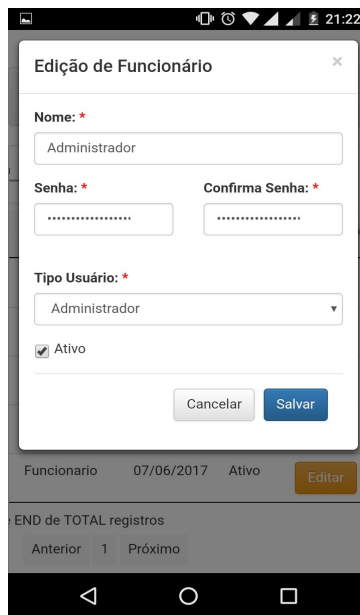 21:22
Edição de Funcionário ×
Nome: *
Administrador
Senha: * Confirma Senha: *
•••••••••••••••••• ••••••••••••••••••
Tipo Usuário: *
Administrador
Ativo
Cancelar Salvar
Funcionario 07/06/2017 Ativo Editar
END de TOTAL registros
Anterior 1 Próximo